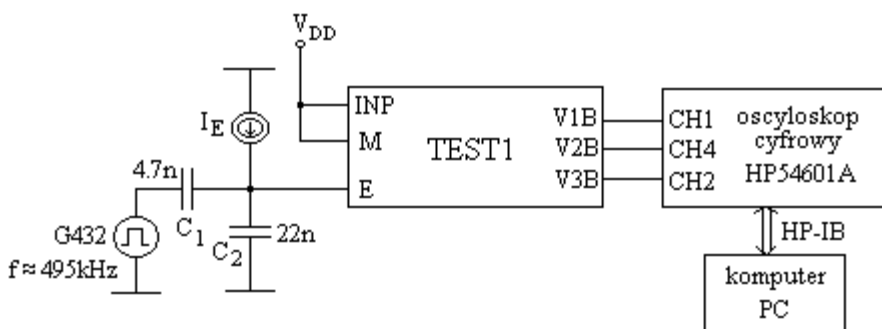 V_DD
INP
M
E
TEST1
V1B
V2B
V3B
CH1
CH4
CH2
oscyloskop
cyfrowy
HP54601A
I_E
4.7n
C_1
C_2
22n
G432
f ≈ 495kHz
HP-IB
komputer
PC